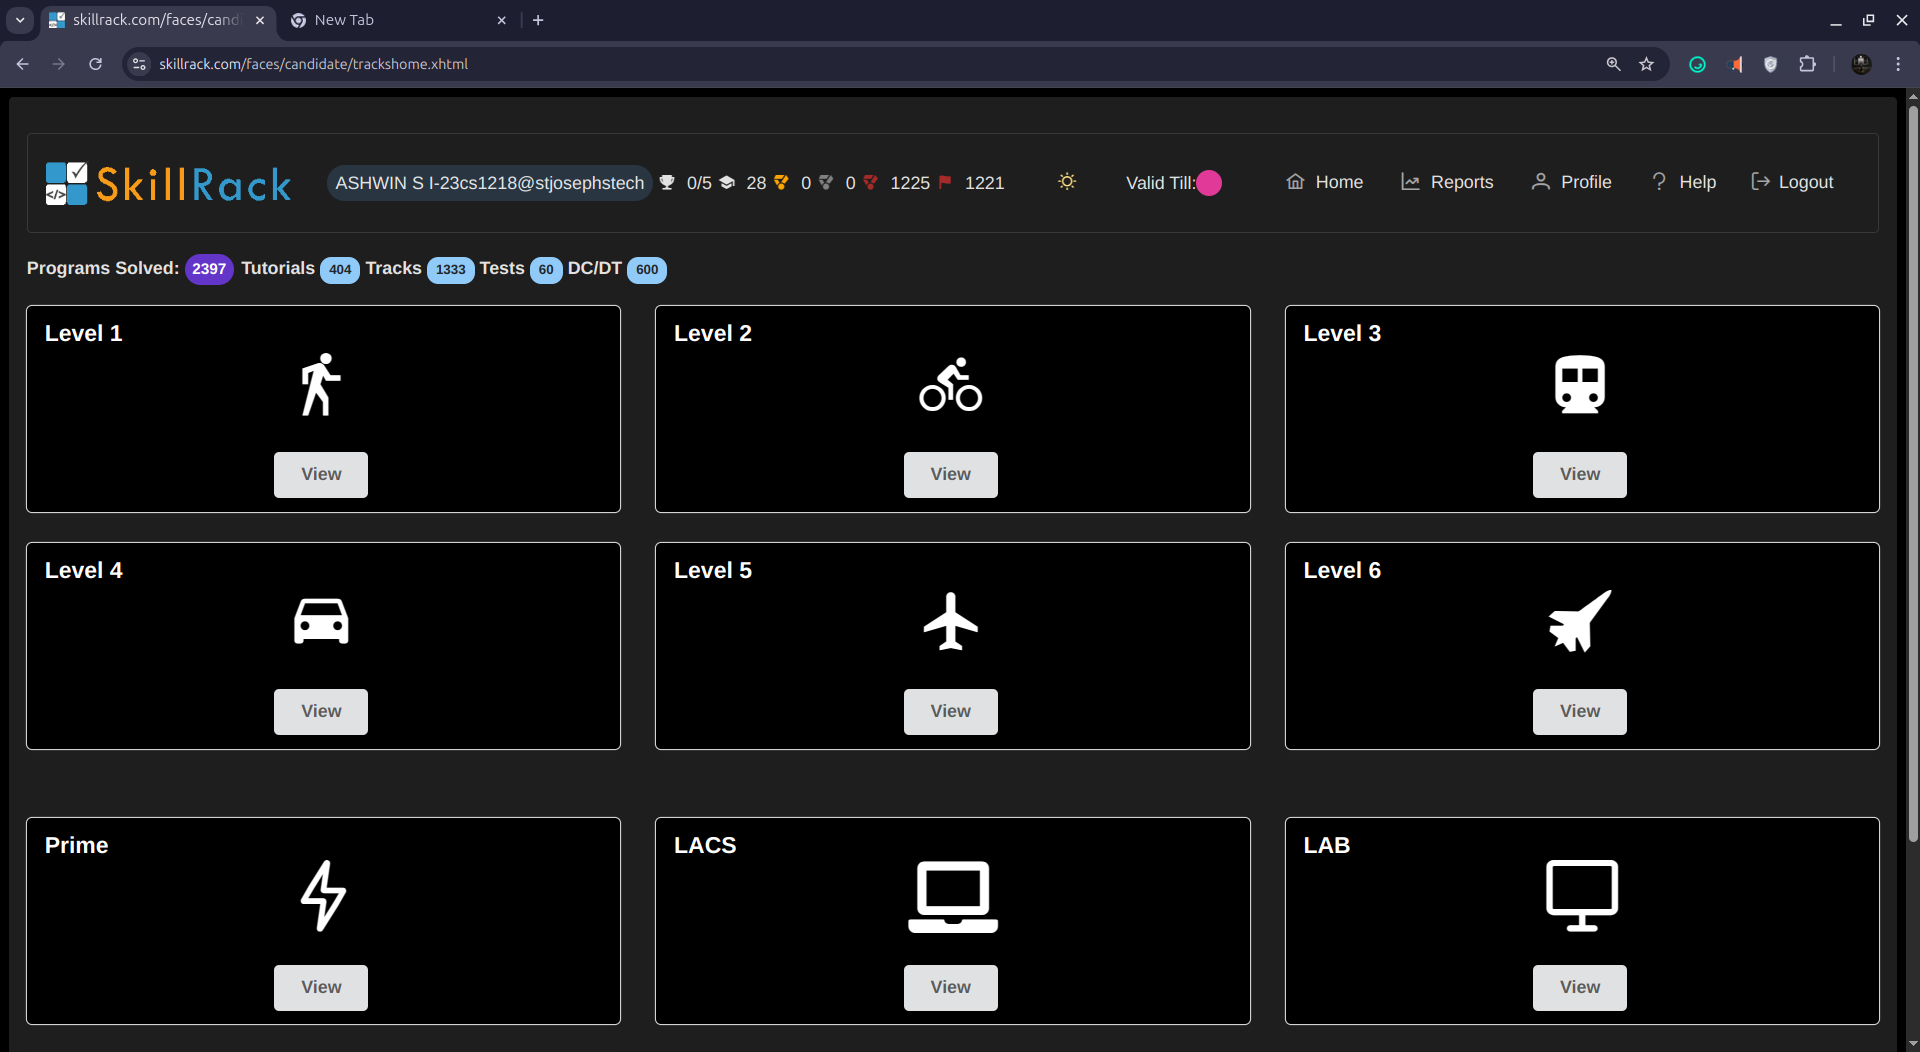 skillrack.com/faces/cand
New Tab
skillrack.com/faces/candidate/trackshome.xhtml
</> SkillRack ASHWIN S I-23cs1218@stjosephstech 0/5 28 0 0 1225 1221 Valid Till: Home Reports Profile Help Logout
Programs Solved: 2397 Tutorials 404 Tracks 1333 Tests 60 DC/DT 600
Level 1
View
Level 2
View
Level 3
View
Level 4
View
Level 5
View
Level 6
View
Prime
View
LACS
View
LAB
View